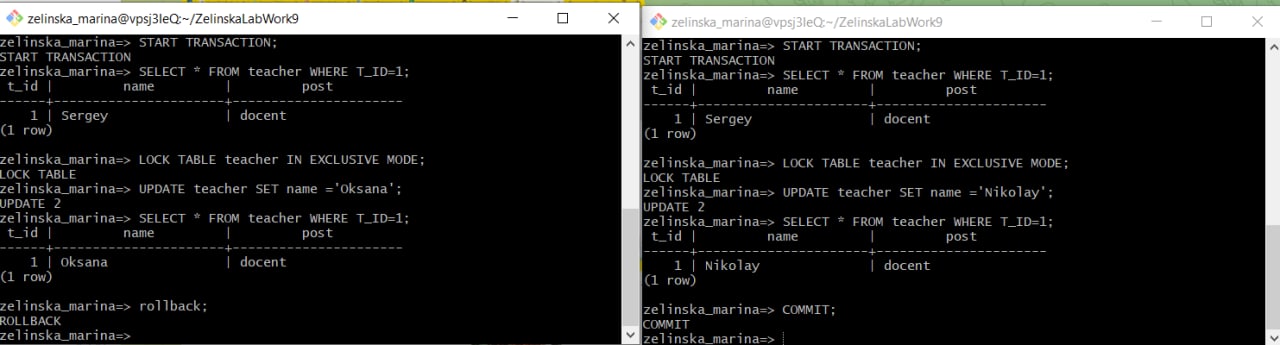 zelinska_marina@vpsj3IeQ:~/ZelinskaLabWork9
zelinska_marina=> START TRANSACTION;
START TRANSACTION
zelinska_marina=> SELECT * FROM teacher WHERE T_ID=1;
 t_id |         name         |         post
------+----------------------+----------------------
    1 | Sergey               | docent
(1 row)
zelinska_marina=> LOCK TABLE teacher IN EXCLUSIVE MODE;
LOCK TABLE
zelinska_marina=> UPDATE teacher SET name ='Oksana';
UPDATE 2
zelinska_marina=> SELECT * FROM teacher WHERE T_ID=1;
 t_id |         name         |         post
------+----------------------+----------------------
    1 | Oksana               | docent
(1 row)
zelinska_marina=> rollback;
ROLLBACK
zelinska_marina=>
zelinska_marina@vpsj3IeQ:~/ZelinskaLabWork9
zelinska_marina=> START TRANSACTION;
START TRANSACTION
zelinska_marina=> SELECT * FROM teacher WHERE T_ID=1;
 t_id |         name         |         post
------+----------------------+----------------------
    1 | Sergey               | docent
(1 row)
zelinska_marina=> LOCK TABLE teacher IN EXCLUSIVE MODE;
LOCK TABLE
zelinska_marina=> UPDATE teacher SET name ='Nikolay';
UPDATE 2
zelinska_marina=> SELECT * FROM teacher WHERE T_ID=1;
 t_id |         name         |         post
------+----------------------+----------------------
    1 | Nikolay              | docent
(1 row)
zelinska_marina=> COMMIT;
COMMIT
zelinska_marina=>